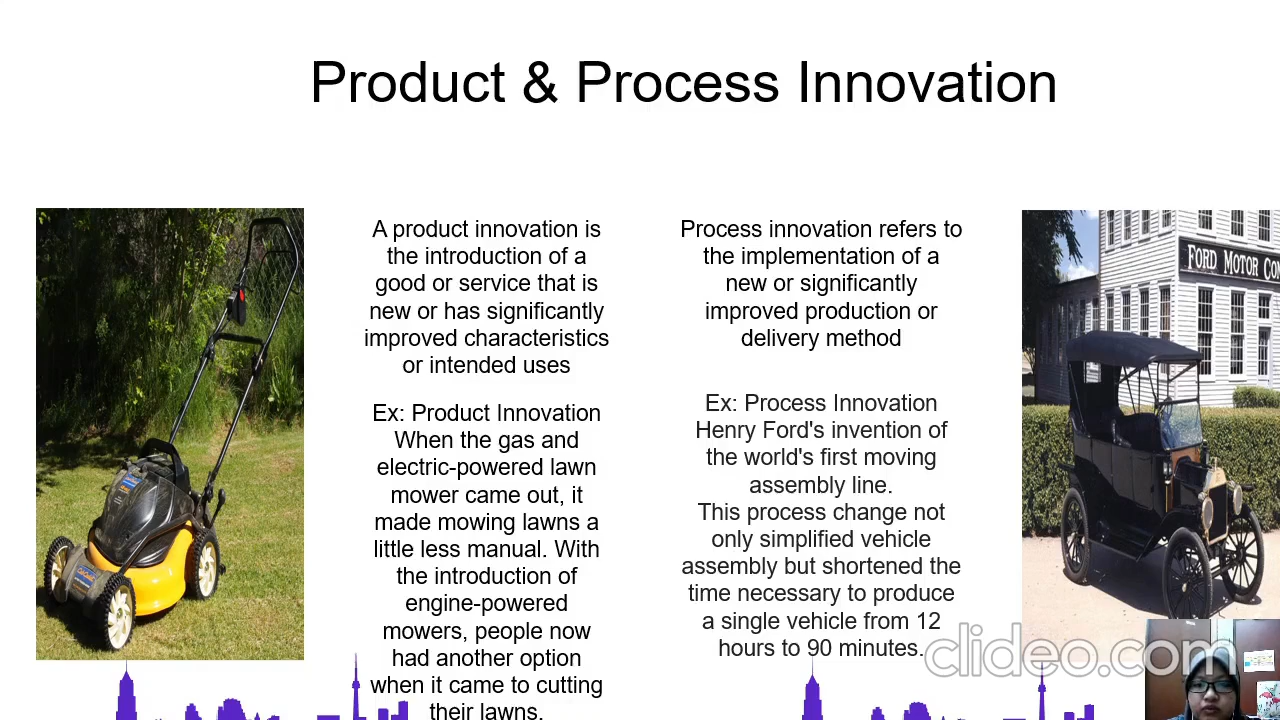 Product & Process Innovation
A product innovation is
the introduction of a
good or service that is
new or has significantly
improved characteristics
or intended uses
Ex: Product Innovation
When the gas and
electric-powered lawn
mower came out, it
made mowing lawns a
little less manual. With
the introduction of
engine-powered
mowers, people now
had another option
when it came to cutting
their lawns.
Process innovation refers to
the implementation of a
new or significantly
improved production or
delivery method
Ex: Process Innovation
Henry Ford's invention of
the world's first moving
assembly line.
This process change not
only simplified vehicle
assembly but shortened the
time necessary to produce
a single vehicle from 12
hours to 90 minutes.
FORD MOTOR CO
clideo.com